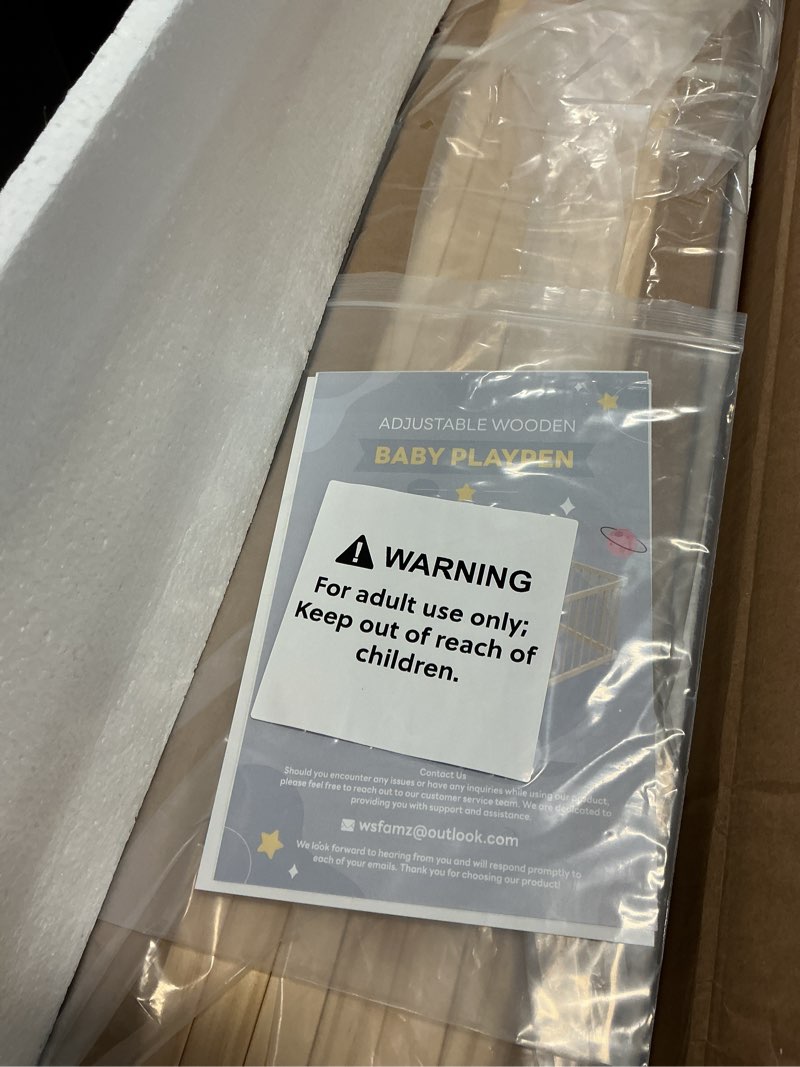 ADJUSTABLE WOODEN
BABY PLAYPEN
WARNING
For adult use only;
Keep out of reach of
children.
Contact Us
Should you encounter any issues or have any inquiries while using our product,
please feel free to reach out to our customer service team. We are dedicated to
providing you with support and assistance.
wsfamz@outlook.com
We look forward to hearing from you and will respond promptly to
each of your emails. Thank you for choosing our product!